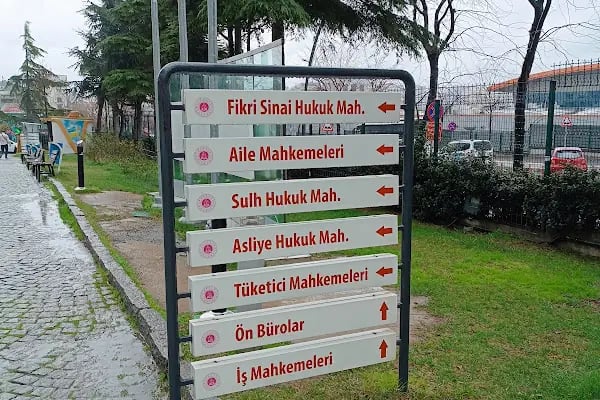 Fikri Sinai Hukuk Mah. ←
Aile Mahkemeleri ←
Sulh Hukuk Mah. ←
Asliye Hukuk Mah. ←
Tüketici Mahkemeleri ←
Ön Bürolar ↑
İş Mahkemeleri ↑